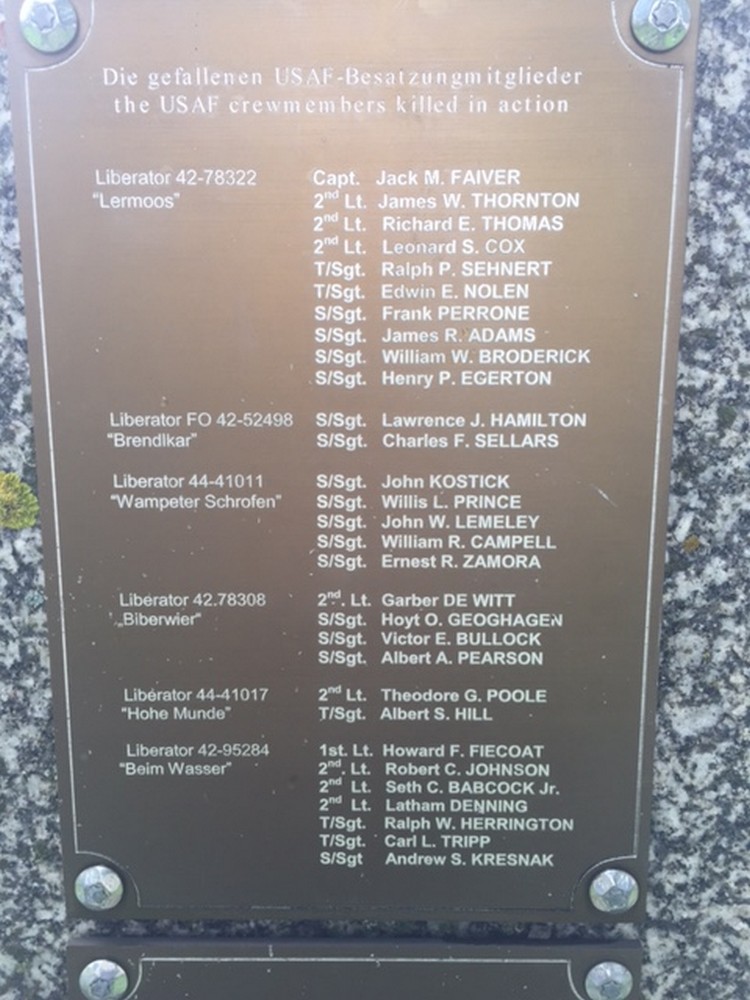 Die gefallenen USAF-Besatzungmitglieder
the USAF crewmembers killed in action
Liberator 42-78322 Capt. Jack M. FAIVER
"Lermoos" 2nd Lt. James W. THORNTON
2nd Lt. Richard E. THOMAS
2nd Lt. Leonard S. COX
T/Sgt. Ralph P. SEHNERT
T/Sgt. Edwin E. NOLEN
S/Sgt. Frank PERRONE
S/Sgt. James R. ADAMS
S/Sgt. William W. BRODERICK
S/Sgt. Henry P. EGERTON
Liberator FO 42-52498 S/Sgt. Lawrence J. HAMILTON
"Brendlkar" S/Sgt. Charles F. SELLARS
Liberator 44-41011 S/Sgt. John KOSTICK
"Wampeter Schrofen" S/Sgt. Willis L. PRINCE
S/Sgt. John W. LEMELEY
S/Sgt. William R. CAMPELL
S/Sgt. Ernest R. ZAMORA
Liberator 42.78308 2nd. Lt. Garber DE WITT
„Biberwier" S/Sgt. Hoyt O. GEOGHAGEN
S/Sgt. Victor E. BULLOCK
S/Sgt. Albert A. PEARSON
Liberator 44-41017 2nd Lt. Theodore G. POOLE
"Hohe Munde" T/Sgt. Albert S. HILL
Liberator 42-95284 1st. Lt. Howard F. FIECOAT
"Beim Wasser" 2nd. Lt. Robert C. JOHNSON
2nd Lt. Seth C. BABCOCK Jr.
2nd Lt. Latham DENNING
T/Sgt. Ralph W. HERRINGTON
T/Sgt. Carl L. TRIPP
S/Sgt Andrew S. KRESNAK